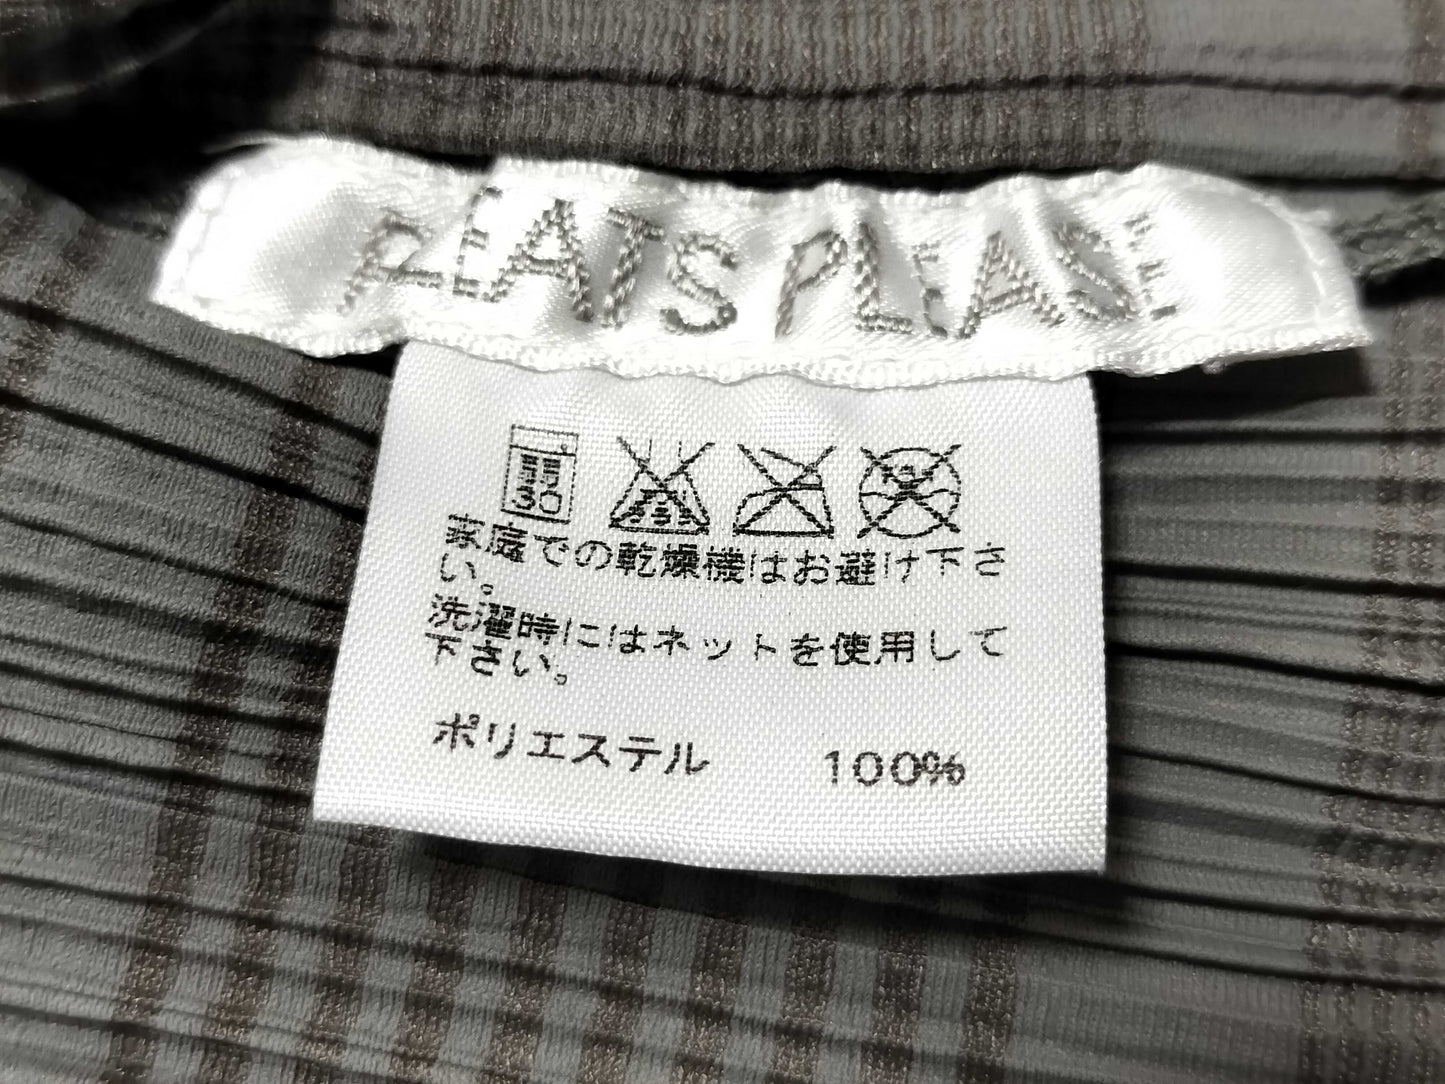 PLEATS PLEASE
30
家庭での乾燥機はお避け下さ
い。
洗濯時にはネットを使用して
下さい。
ポリエステル 100%